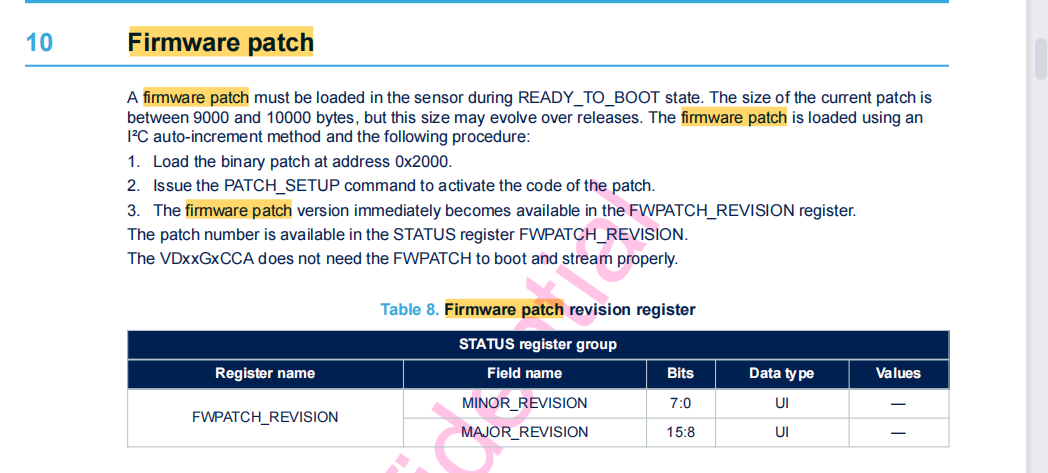 10 Firmware patch
A firmware patch must be loaded in the sensor during READY_TO_BOOT state. The size of the current patch is
between 9000 and 10000 bytes, but this size may evolve over releases. The firmware patch is loaded using an
I²C auto-increment method and the following procedure:
1. Load the binary patch at address 0x2000.
2. Issue the PATCH_SETUP command to activate the code of the patch.
3. The firmware patch version immediately becomes available in the FWPATCH_REVISION register.
The patch number is available in the STATUS register FWPATCH_REVISION.
The VDxxGxCCA does not need the FWPATCH to boot and stream properly.
Table 8. Firmware patch revision register
STATUS register group
Register name Field name Bits Data type Values
FWPATCH_REVISION MINOR_REVISION 7:0 UI —
MAJOR_REVISION 15:8 UI —